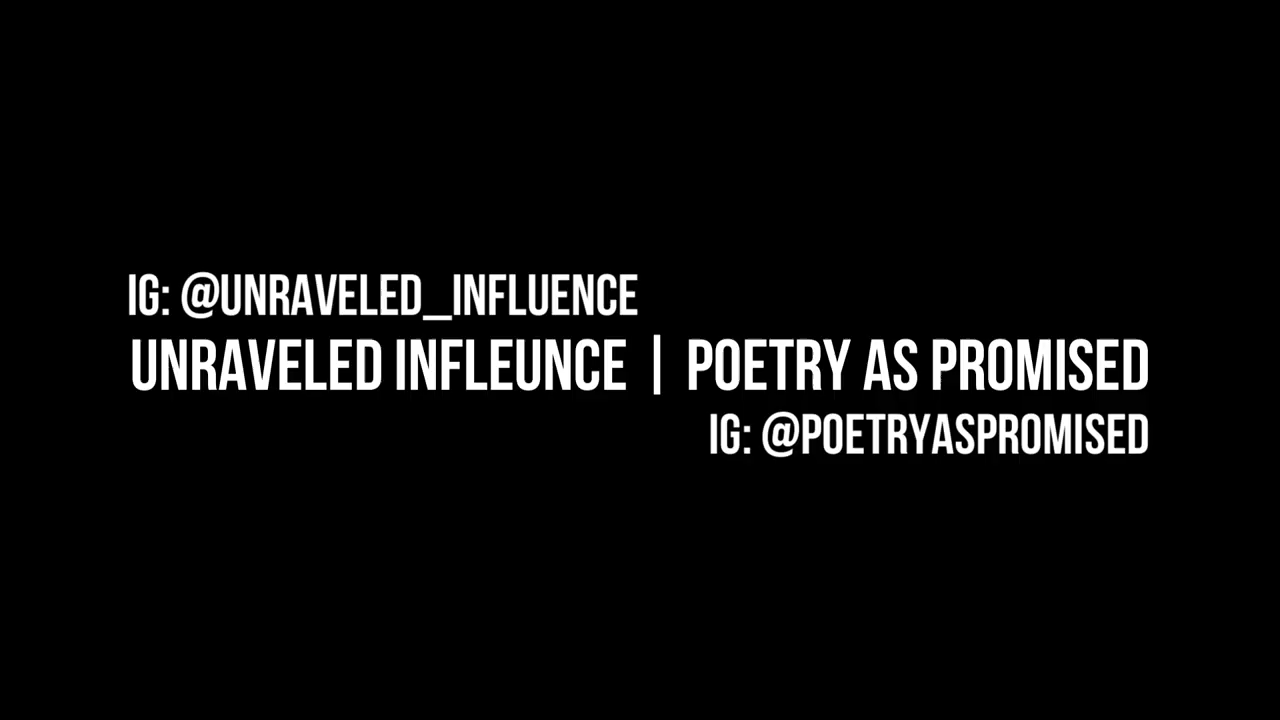 IG: @UNRAVELED_INFLUENCE
UNRAVELED INFLEUNCE | POETRY AS PROMISED
IG: @POETRYASPROMISED